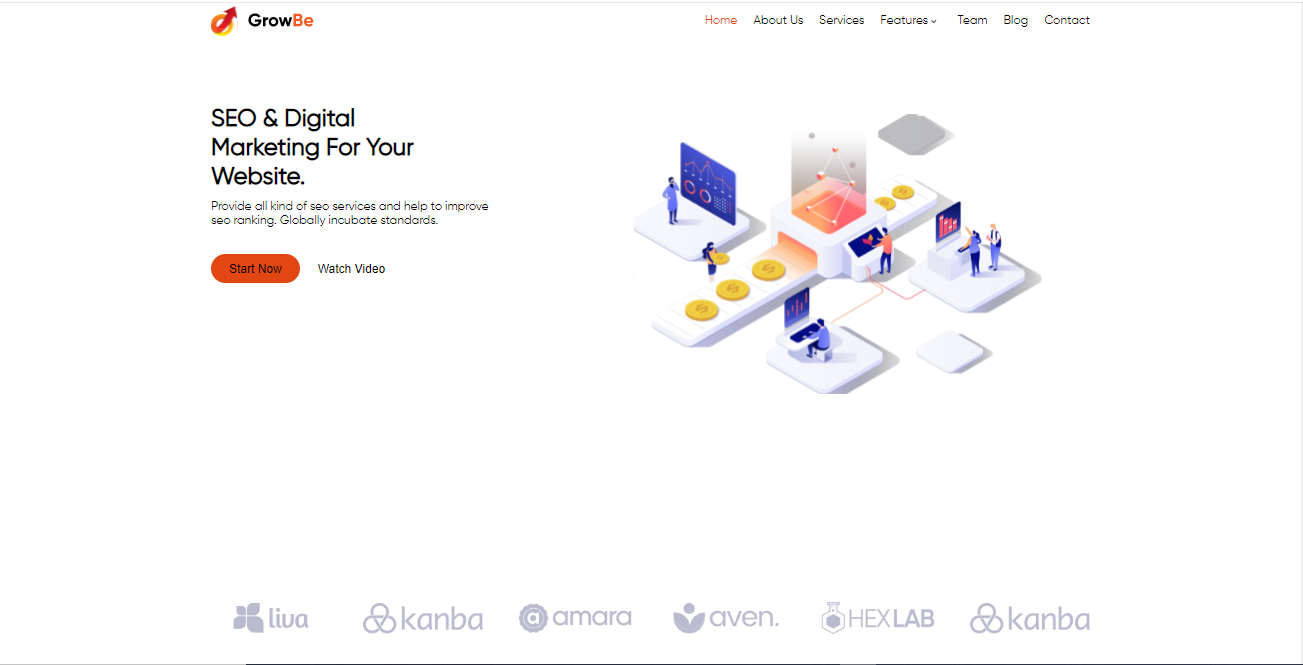 GrowBe
Home About Us Services Features Team Blog Contact
SEO & Digital
Marketing For Your
Website.
Provide all kind of seo services and help to improve
seo ranking. Globally incubate standards.
Start Now Watch Video
liva kanba amara aven. HEXLAB kanba